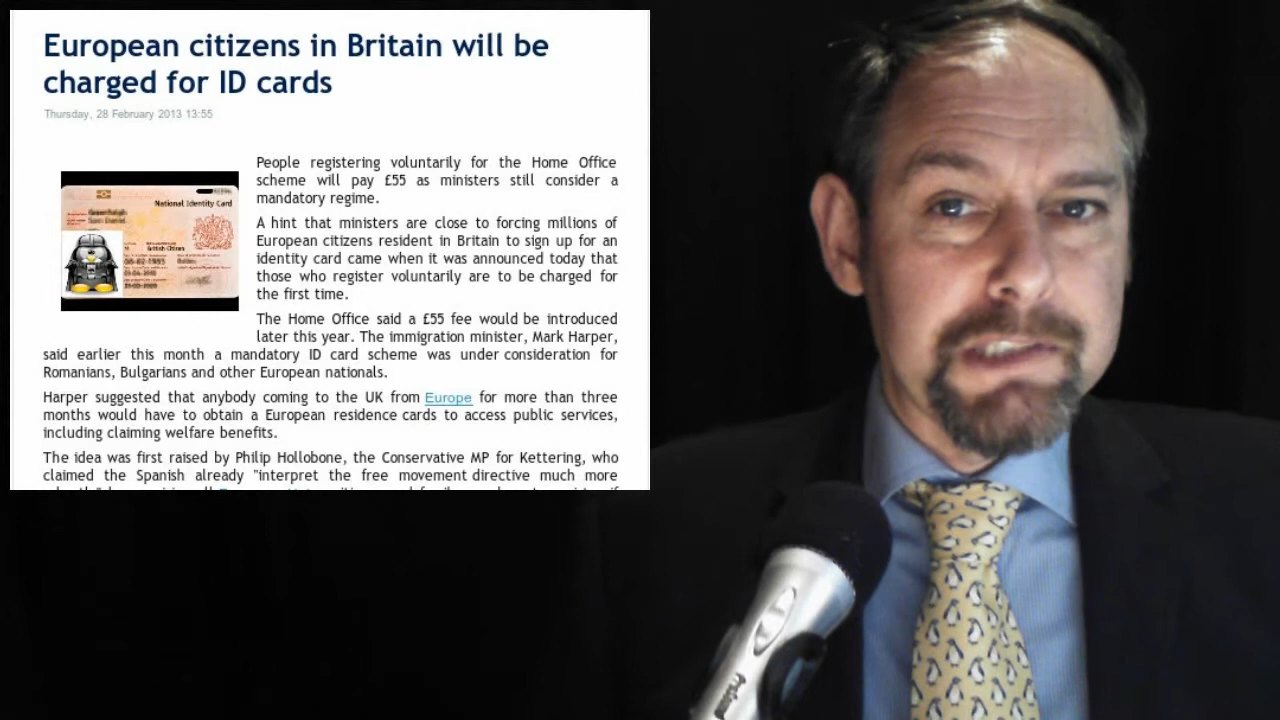 European citizens in Britain will be
charged for ID cards
Thursday, 28 February 2013 13:55
National Identity Card
British Citizen
People registering voluntarily for the Home Office
scheme will pay £55 as ministers still consider a
mandatory regime.
A hint that ministers are close to forcing millions of
European citizens resident in Britain to sign up for an
identity card came when it was announced today that
those who register voluntarily are to be charged for
the first time.
The Home Office said a £55 fee would be introduced
later this year. The immigration minister, Mark Harper,
said earlier this month a mandatory ID card scheme was under consideration for
Romanians, Bulgarians and other European nationals.
Harper suggested that anybody coming to the UK from Europe for more than three
months would have to obtain a European residence cards to access public services,
including claiming welfare benefits.
The idea was first raised by Philip Hollobone, the Conservative MP for Kettering, who
claimed the Spanish already "interpret the free movement directive much more